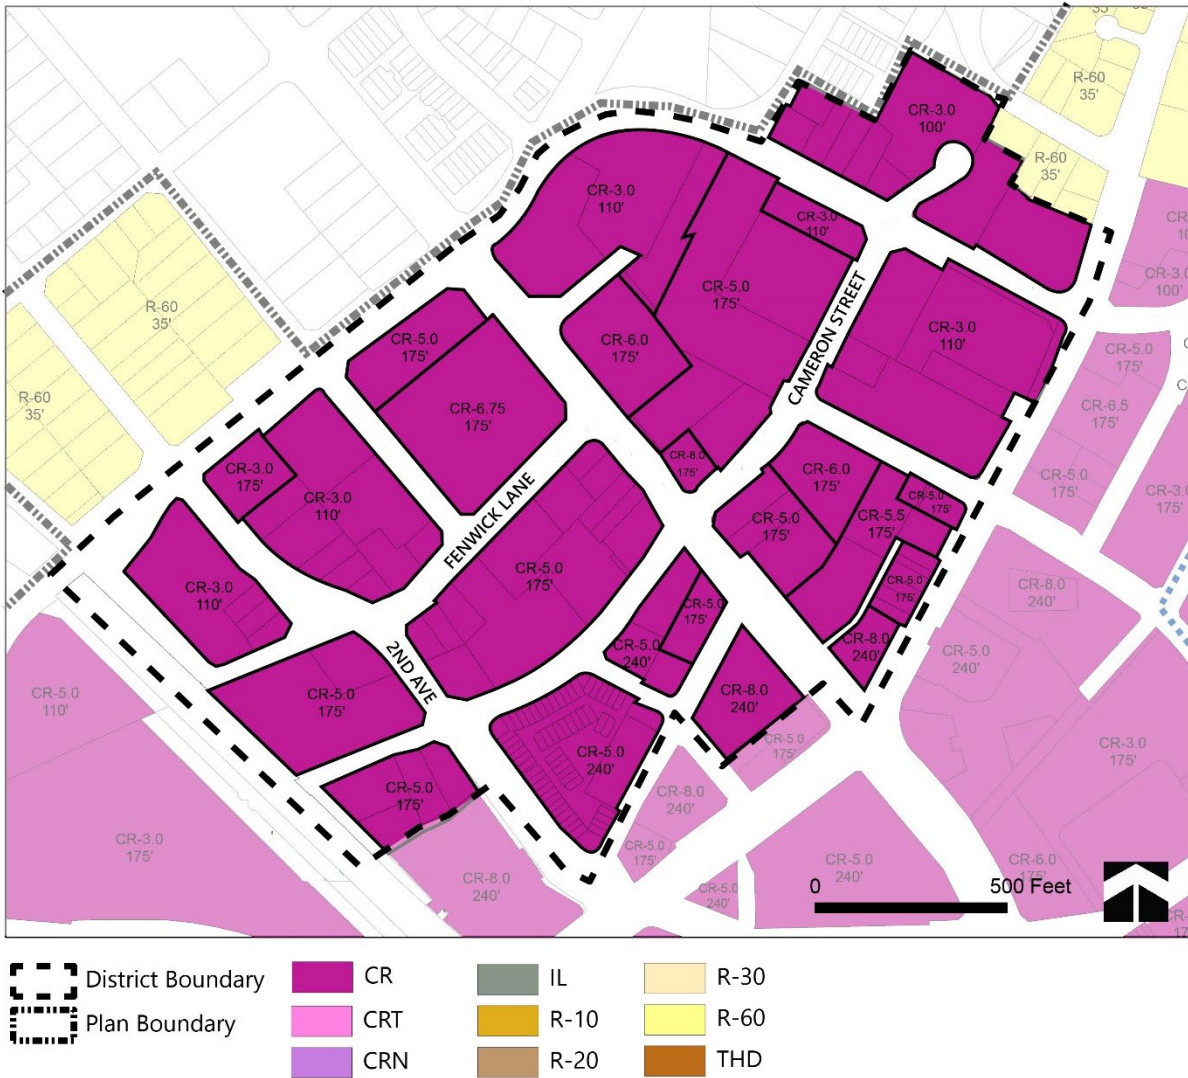 35'
R-60
35'
CR-3.0
100'
R-60
35'
CR-3.0
110'
CR-3.0
110'
CR-3.0
100'
CR-5.0
175'
R-60
35'
CR-6.0
175'
CAMERON STREET
CR-3.0
110'
CR-5.0
175'
CR-5.0
175'
R-60
35'
CR-6.75
175'
CR-6.5
175'
CR-8.0
175'
CR-3.0
175'
CR-6.0
175'
CR-5.0
175'
CR-5.0
175'
CR-3.0
175'
CR-3.0
110'
FENWICK LANE
CR-5.0
175'
CR-5.5
175'
CR-5.0
175'
CR-3.0
110'
CR-5.0
176'
CR-8.0
240'
CR-5.0
175'
CR-5.0
240'
CR-8.0
240'
CR-5.0
240'
2ND AVE
CR-5.0
110'
CR-5.0
175'
CR-8.0
240'
CR-5.0
175'
CR-3.0
175'
CR-5.0
240'
CR-5.0
175'
CR-8.0
240'
CR-3.0
175'
CR-5.0
175'
CR-8.0
240'
CR-5.0
240'
CR-5.0
240'
CR-6.0
175'
0
500 Feet
District Boundary
CR
IL
R-30
Plan Boundary
CRT
R-10
R-60
CRN
R-20
THD